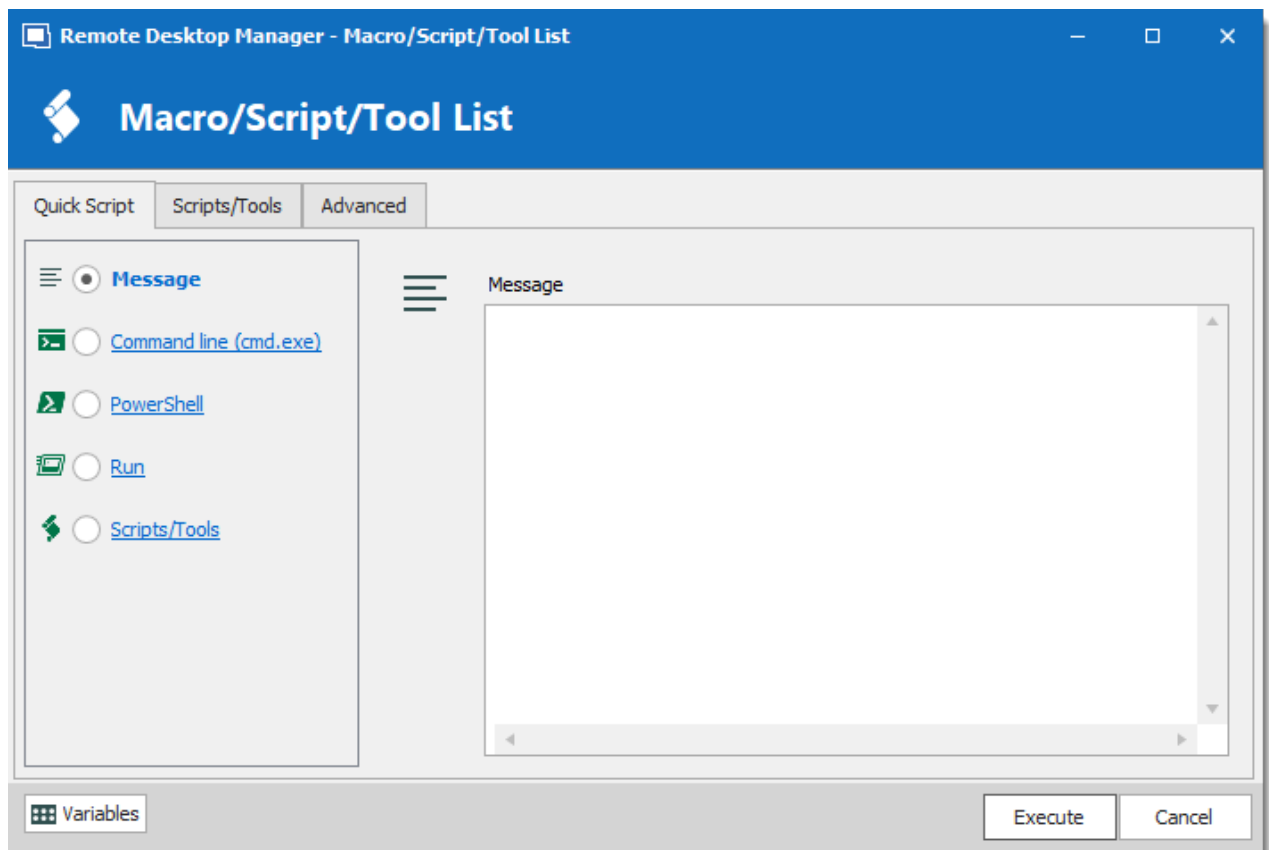 Remote Desktop Manager - Macro/Script/Tool List
Macro/Script/Tool List
Quick Script Scripts/Tools Advanced
Message
Command line (cmd.exe)
PowerShell
Run
Scripts/Tools
Message
Variables
Execute Cancel